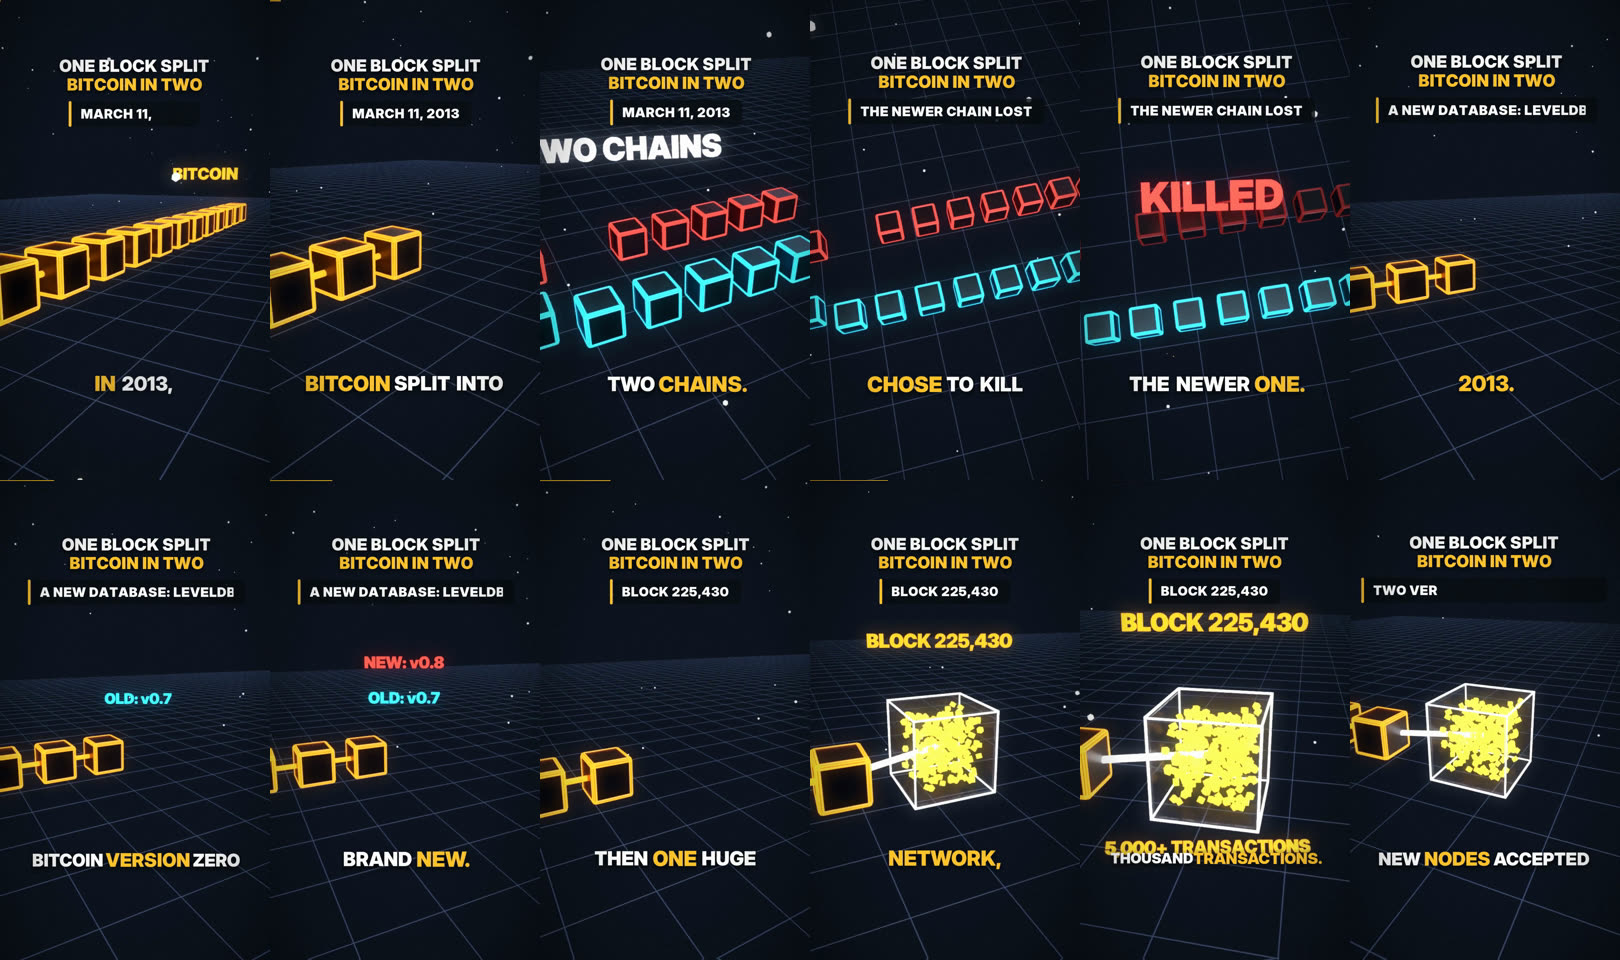 ONE BLOCK SPLIT
BITCOIN IN TWO
MARCH 11,
BITCOIN
IN 2013,
ONE BLOCK SPLIT
BITCOIN IN TWO
MARCH 11, 2013
BITCOIN SPLIT INTO
ONE BLOCK SPLIT
BITCOIN IN TWO
MARCH 11, 2013
WO CHAINS
TWO CHAINS.
ONE BLOCK SPLIT
BITCOIN IN TWO
THE NEWER CHAIN LOST
CHOSE TO KILL
ONE BLOCK SPLIT
BITCOIN IN TWO
THE NEWER CHAIN LOST
KILLED
THE NEWER ONE.
ONE BLOCK SPLIT
BITCOIN IN TWO
A NEW DATABASE: LEVELDB
2013.
ONE BLOCK SPLIT
BITCOIN IN TWO
A NEW DATABASE: LEVELDB
OLD: v0.7
BITCOIN VERSION ZERO
ONE BLOCK SPLIT
BITCOIN IN TWO
A NEW DATABASE: LEVELDB
NEW: v0.8
OLD: v0.7
BRAND NEW.
ONE BLOCK SPLIT
BITCOIN IN TWO
BLOCK 225,430
THEN ONE HUGE
ONE BLOCK SPLIT
BITCOIN IN TWO
BLOCK 225,430
BLOCK 225,430
NETWORK,
ONE BLOCK SPLIT
BITCOIN IN TWO
BLOCK 225,430
BLOCK 225,430
5,000+ TRANSACTIONS
THOUSAND TRANSACTIONS.
ONE BLOCK SPLIT
BITCOIN IN TWO
TWO VER
NEW NODES ACCEPTED